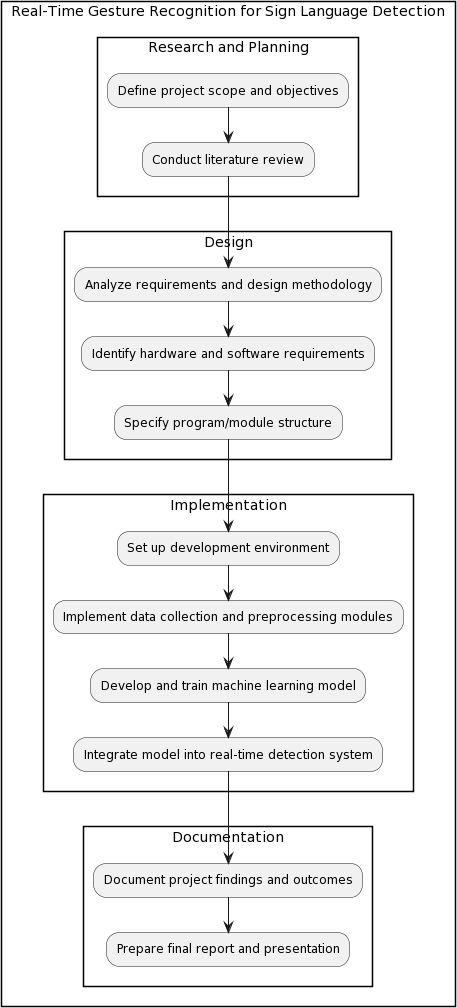 Real-Time Gesture Recognition for Sign Language Detection
Research and Planning
Define project scope and objectives
Conduct literature review
Design
Analyze requirements and design methodology
Identify hardware and software requirements
Specify program/module structure
Implementation
Set up development environment
Implement data collection and preprocessing modules
Develop and train machine learning model
Integrate model into real-time detection system
Documentation
Document project findings and outcomes
Prepare final report and presentation